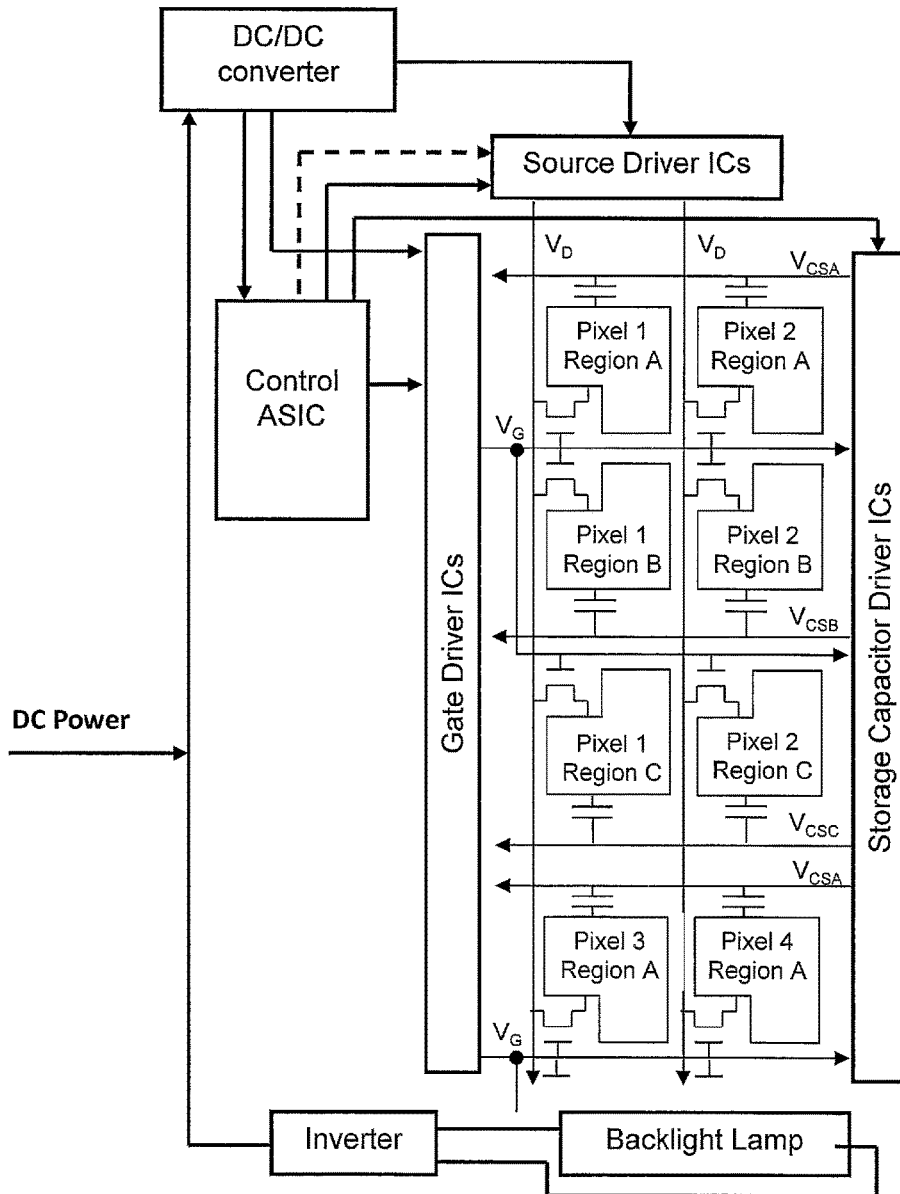 DC/DC
converter
Source Driver ICs
V_D
V_D
V_CSA
Pixel 1
Region A
Pixel 2
Region A
Control
ASIC
V_G
Pixel 1
Region B
Pixel 2
Region B
V_CSB
Gate Driver ICs
Storage Capacitor Driver ICs
DC Power
Pixel 1
Region C
Pixel 2
Region C
V_CSC
V_CSA
Pixel 3
Region A
Pixel 4
Region A
V_G
Inverter
Backlight Lamp